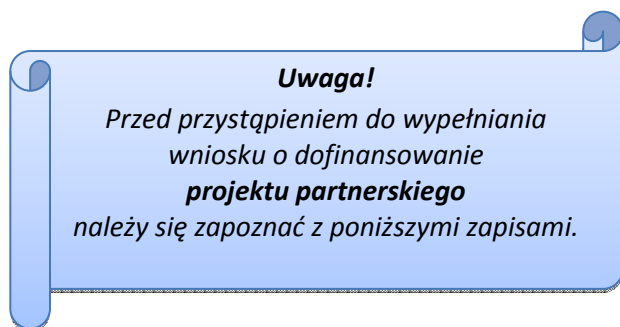 Uwaga!
Przed przystąpieniem do wypełniania
wniosku o dofinansowanie
projektu partnerskiego
należy się zapoznać z poniższymi zapisami.